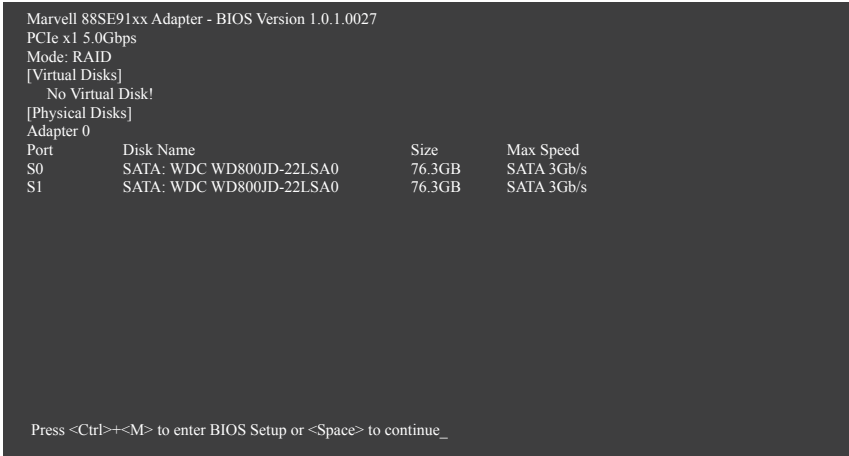 Marvell 88SE91xx Adapter - BIOS Version 1.0.1.0027
PCIe x1 5.0Gbps
Mode: RAID
[Virtual Disks]
No Virtual Disk!
[Physical Disks]
Adapter 0
Port Disk Name Size Max Speed
S0 SATA: WDC WD800JD-22LSA0 76.3GB SATA 3Gb/s
S1 SATA: WDC WD800JD-22LSA0 76.3GB SATA 3Gb/s
Press <Ctrl>+<M> to enter BIOS Setup or <Space> to continue_